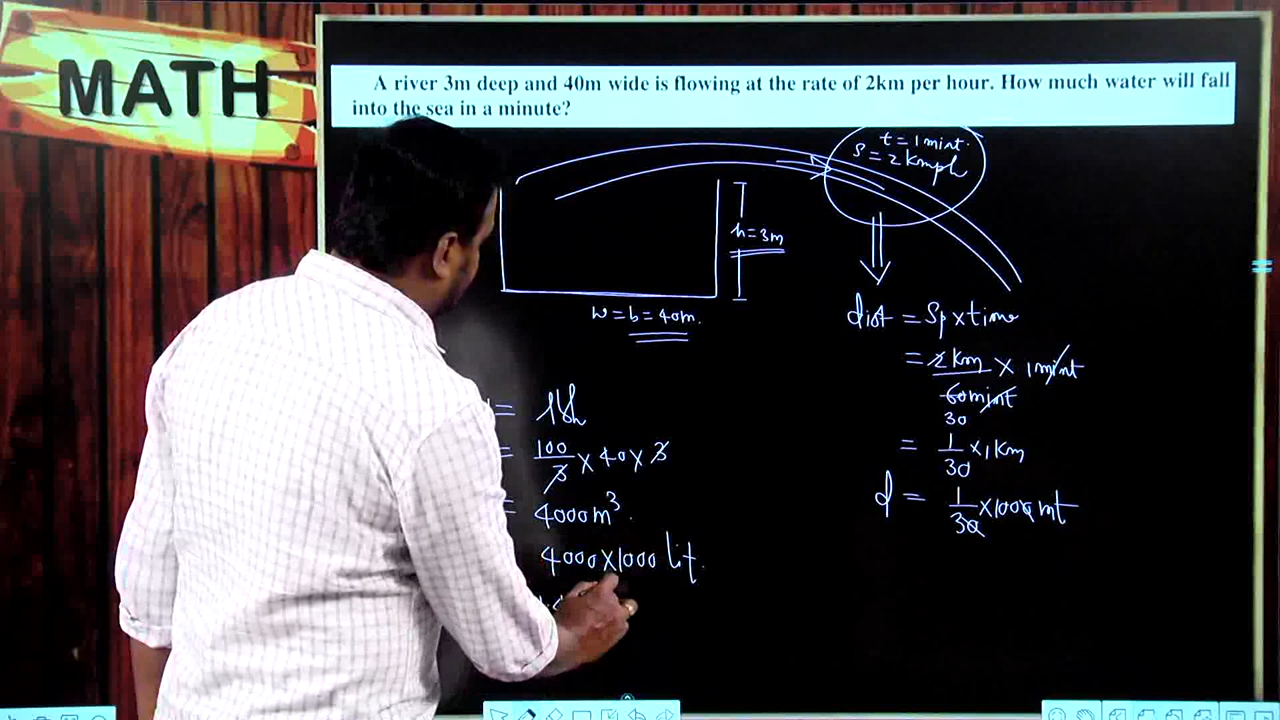 MATH
A river 3m deep and 40m wide is flowing at the rate of 2km per hour. How much water will fall
into the sea in a minute?
t = 1 mint.
S = 2 kmph
h = 3m
w = b = 40m.
dist = Sp x time
= 2 km / 60 mint x 1 mint
30
= 1/30 x 1 km
d = 1/30 x 1000 mt
= lbh
= 100/3 x 40 x 3
= 4000 m³.
4000 x 1000 lit.